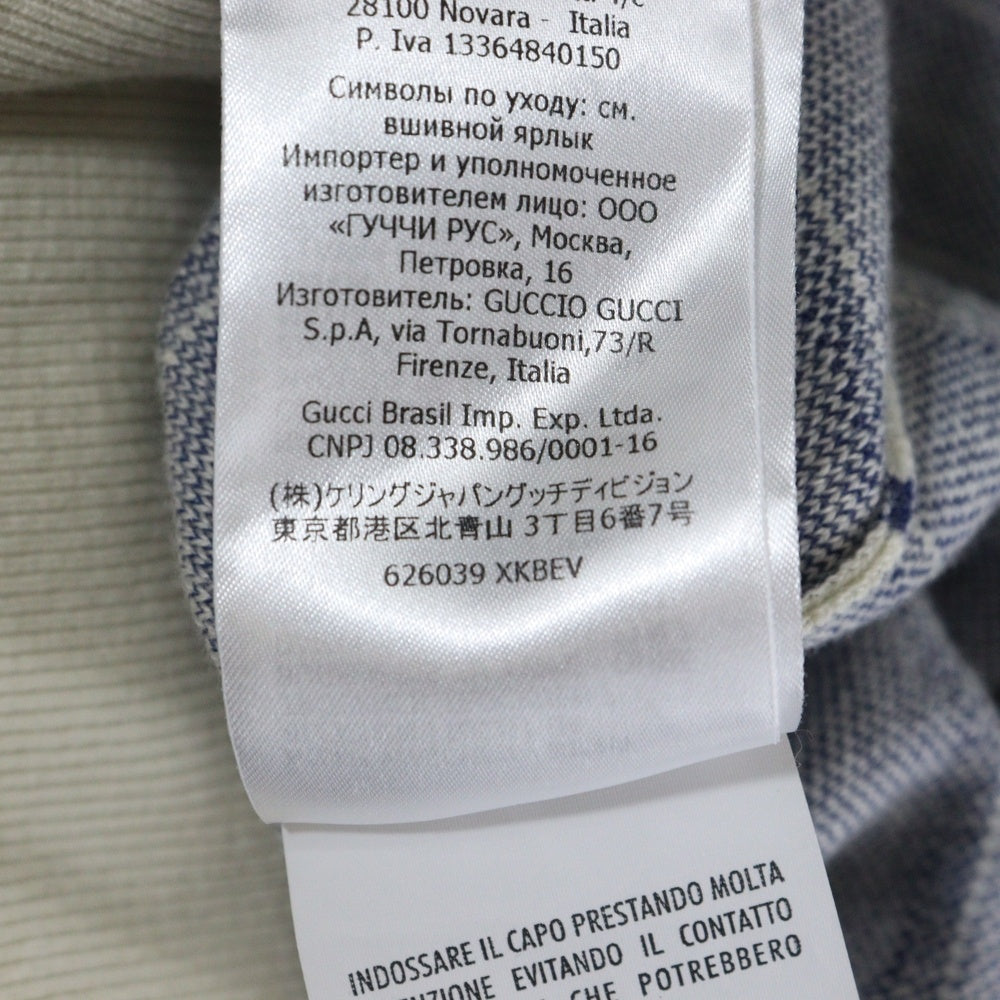 28100 Novara - Italia
P. Iva 13364840150
Символы по уходу: см.
вшивной ярлык
Импортер и уполномоченное
изготовителем лицо: ООО
«ГУЧЧИ РУС», Москва,
Петровка, 16
Изготовитель: GUCCIO GUCCI
S.p.A, via Tornabuoni,73/R
Firenze, Italia
Gucci Brasil Imp. Exp. Ltda.
CNPJ 08.338.986/0001-16
(株)ケリングジャパングッチディビジョン
東京都港区北青山 3丁目6番7号
626039 XKBEV
INDOSSARE IL CAPO PRESTANDO MOLTA
EVITANDO IL CONTATTO
CHE POTREBBERO